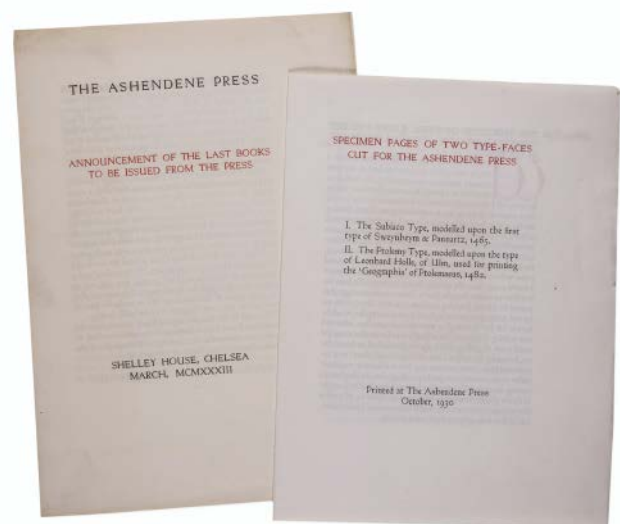 THE ASHENDENE PRESS
ANNOUNCEMENT OF THE LAST BOOKS
TO BE ISSUED FROM THE PRESS
SHELLEY HOUSE, CHELSEA
MARCH, MCMXXXIII
SPECIMEN PAGES OF TWO TYPE-FACES
CUT FOR THE ASHENDENE PRESS
I. The Subiaco Type, modelled upon the first
type of Sweynheym & Pannartz, 1465.
II. The Ptolemy Type, modelled upon the type
of Leonhard Holle, of Ulm, used for printing
the 'Geographia' of Ptolemaeus, 1482.
Printed at The Ashendene Press
October, 1930